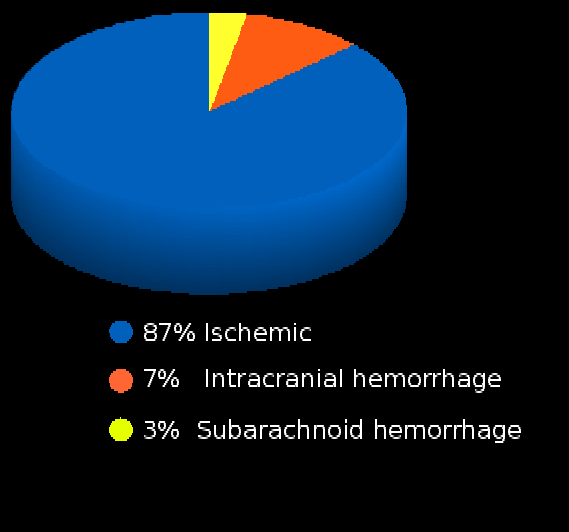 87% Ischemic
7% Intracranial hemorrhage
3% Subarachnoid hemorrhage